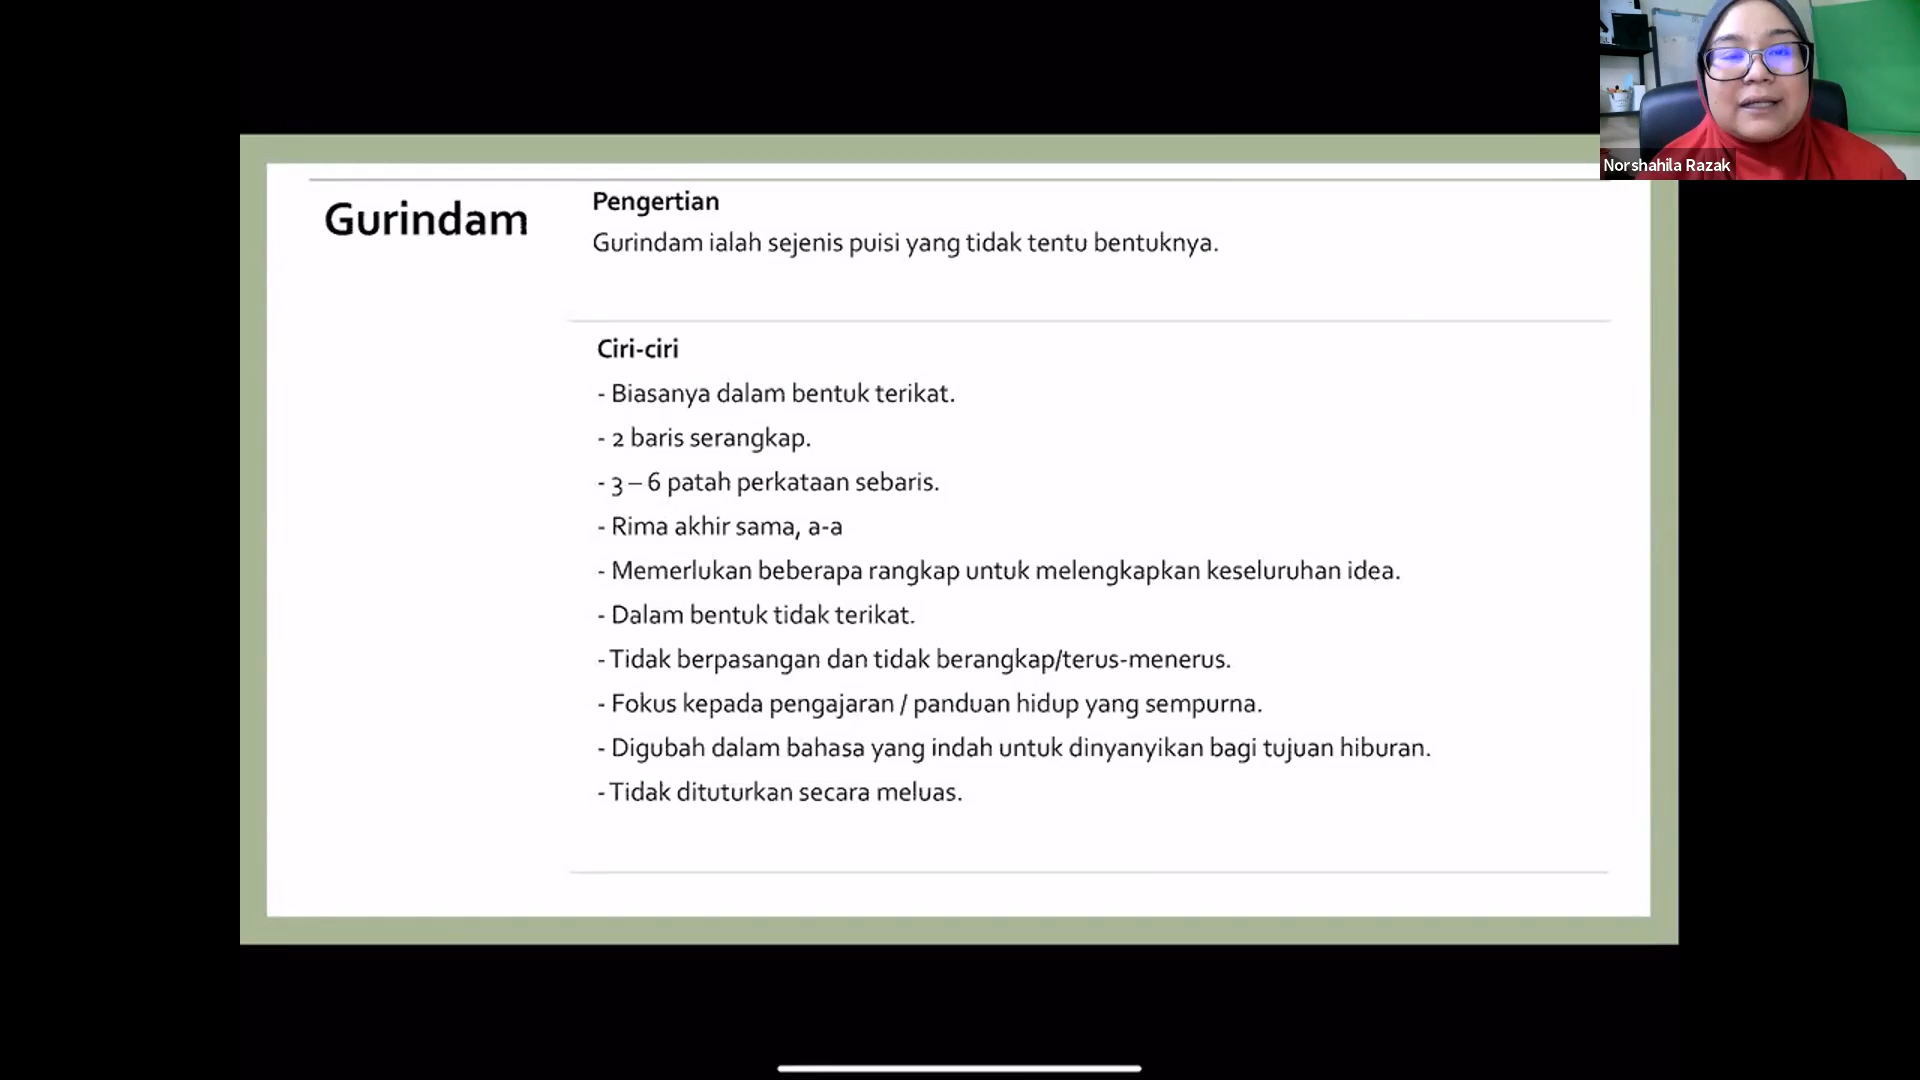 Norshahila Razak
Gurindam
Pengertian
Gurindam ialah sejenis puisi yang tidak tentu bentuknya.
Ciri-ciri
- Biasanya dalam bentuk terikat.
- 2 baris serangkap.
- 3 – 6 patah perkataan sebaris.
- Rima akhir sama, a-a
- Memerlukan beberapa rangkap untuk melengkapkan keseluruhan idea.
- Dalam bentuk tidak terikat.
- Tidak berpasangan dan tidak berangkap/terus-menerus.
- Fokus kepada pengajaran / panduan hidup yang sempurna.
- Digubah dalam bahasa yang indah untuk dinyanyikan bagi tujuan hiburan.
- Tidak dituturkan secara meluas.